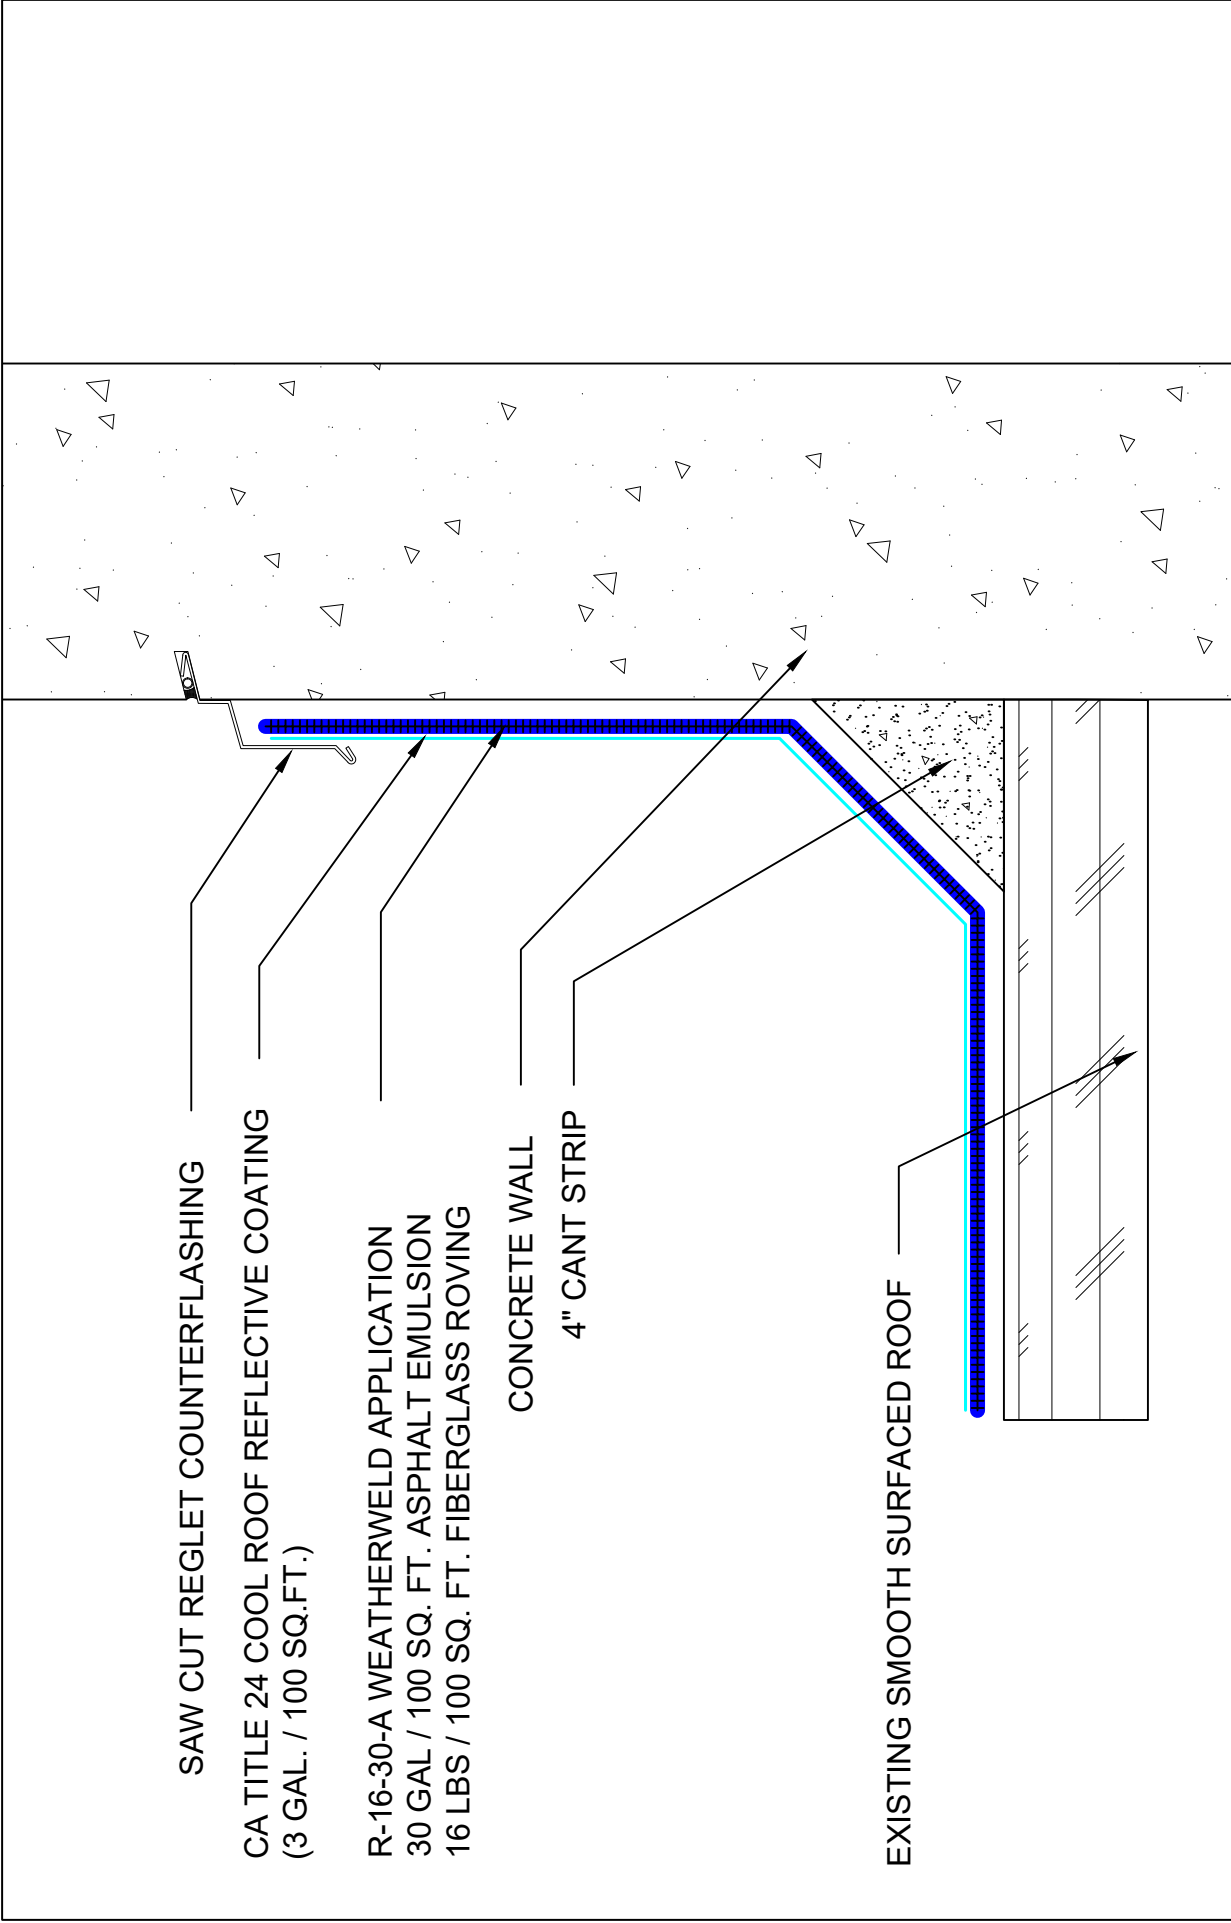 SAW CUT REGLET COUNTERFLASHING
CA TITLE 24 COOL ROOF REFLECTIVE COATING
(3 GAL. / 100 SQ.FT.)
R-16-30-A WEATHERWELD APPLICATION
30 GAL / 100 SQ. FT. ASPHALT EMULSION
16 LBS / 100 SQ. FT. FIBERGLASS ROVING
CONCRETE WALL
4" CANT STRIP
EXISTING SMOOTH SURFACED ROOF